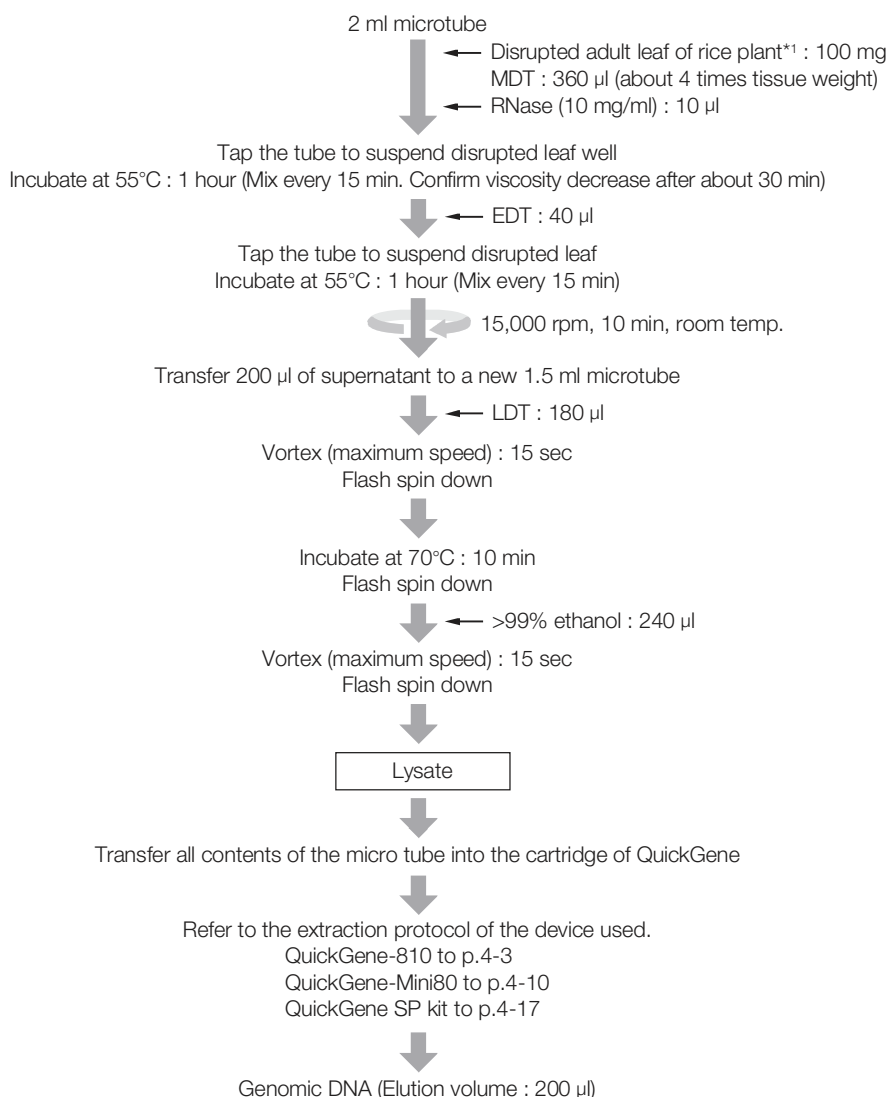 2 ml microtube
Disrupted adult leaf of rice plant*1 : 100 mg
MDT : 360 µl (about 4 times tissue weight)
RNase (10 mg/ml) : 10 µl
Tap the tube to suspend disrupted leaf well
Incubate at 55°C : 1 hour (Mix every 15 min. Confirm viscosity decrease after about 30 min)
EDT : 40 µl
Tap the tube to suspend disrupted leaf
Incubate at 55°C : 1 hour (Mix every 15 min)
15,000 rpm, 10 min, room temp.
Transfer 200 µl of supernatant to a new 1.5 ml microtube
LDT : 180 µl
Vortex (maximum speed) : 15 sec
Flash spin down
Incubate at 70°C : 10 min
Flash spin down
>99% ethanol : 240 µl
Vortex (maximum speed) : 15 sec
Flash spin down
Lysate
Transfer all contents of the micro tube into the cartridge of QuickGene
Refer to the extraction protocol of the device used.
QuickGene-810 to p.4-3
QuickGene-Mini80 to p.4-10
QuickGene SP kit to p.4-17
Genomic DNA (Elution volume : 200 µl)